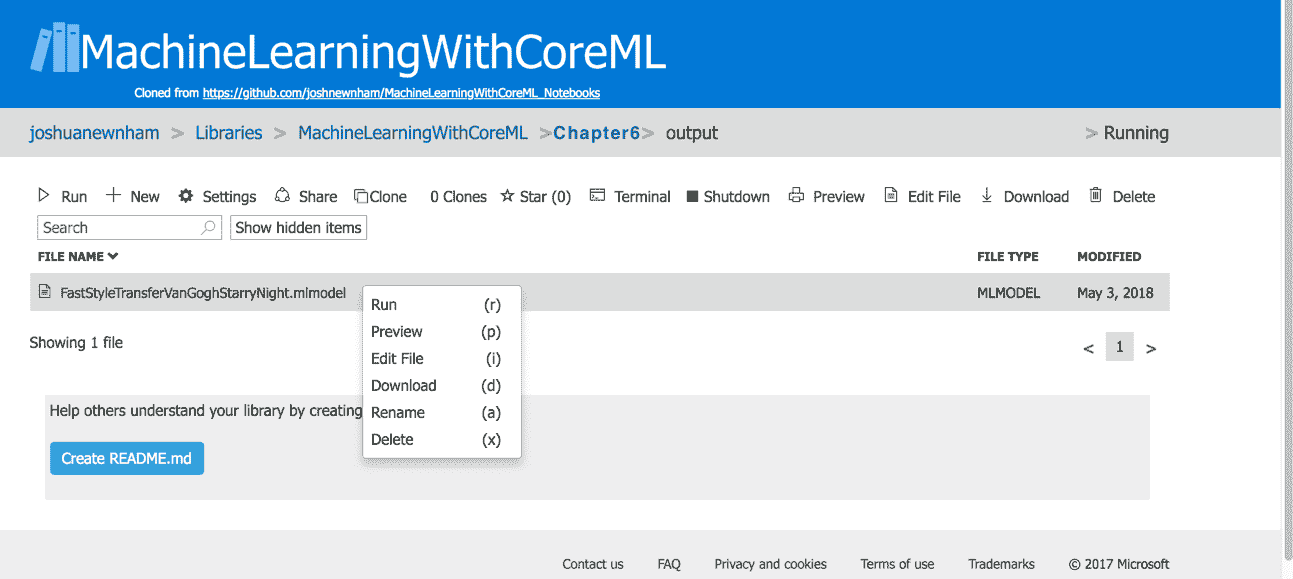 MachineLearningWithCoreML
Cloned from https://github.com/joshnewnham/MachineLearningWithCoreML_Notebooks
joshuanewnham > Libraries > MachineLearningWithCoreML >Chapter6> output > Running
Run New Settings Share Clone 0 Clones Star (0) Terminal Shutdown Preview Edit File Download Delete
Search Show hidden items
FILE NAME FILE TYPE MODIFIED
FastStyleTransferVanGoghStarryNight.mlmodel MLMODEL May 3, 2018
Run (r)
Preview (p)
Edit File (i)
Download (d)
Rename (a)
Delete (x)
Showing 1 file < 1 >
Help others understand your library by creating
Create README.md
Contact us FAQ Privacy and cookies Terms of use Trademarks © 2017 Microsoft